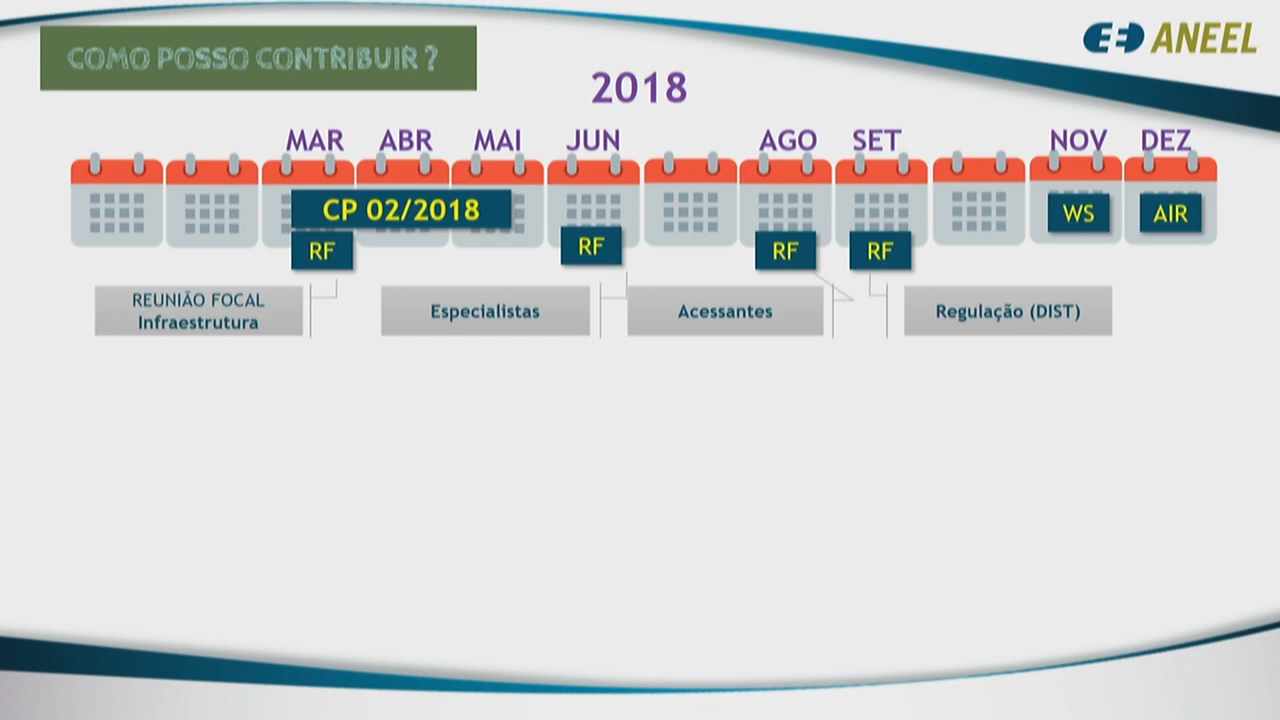 COMO POSSO CONTRIBUIR ?
ANEEL
2018
MAR ABR MAI JUN AGO SET NOV DEZ
CP 02/2018
WS
AIR
RF
RF
RF
RF
REUNIÃO FOCAL
Infraestrutura
Especialistas
Acessantes
Regulação (DIST)